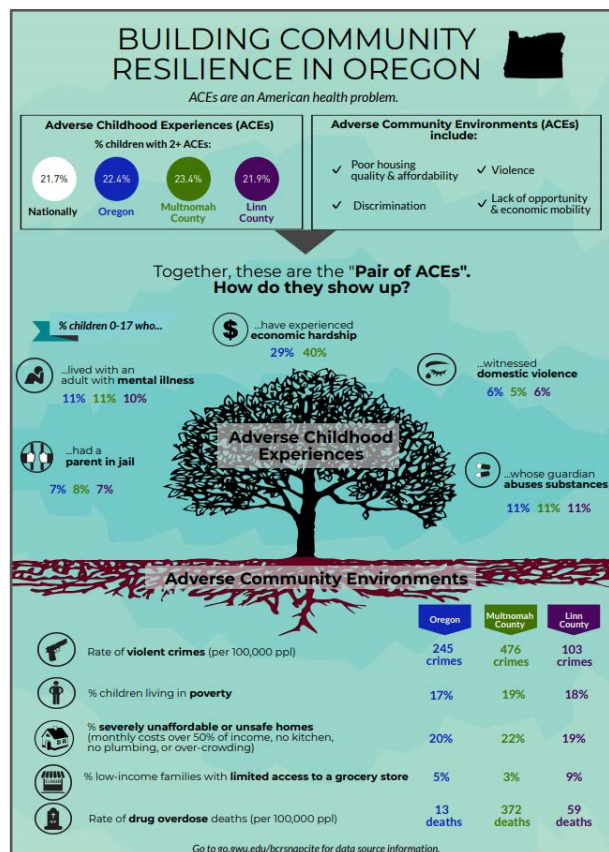 BUILDING COMMUNITY
RESILIENCE IN OREGON
ACEs are an American health problem.
Adverse Childhood Experiences (ACEs)
% children with 2+ ACEs:
21.7%
22.4%
23.4%
21.9%
Nationally
Oregon
Multnomah
County
Linn
County
Adverse Community Environments (ACEs)
include:
Poor housing
quality & affordability
Violence
Discrimination
Lack of opportunity
& economic mobility
Together, these are the "Pair of ACEs".
How do they show up?
% children 0-17 who...
...have experienced
economic hardship
29% 40%
...lived with an
adult with mental illness
11% 11% 10%
...witnessed
domestic violence
6% 5% 6%
...had a
parent in jail
7% 8% 7%
Adverse Childhood
Experiences
...whose guardian
abuses substances
11% 11% 11%
Adverse Community Environments
Oregon
Multnomah
County
Linn
County
Rate of violent crimes (per 100,000 ppl)
245
crimes
476
crimes
103
crimes
% children living in poverty
17%
19%
18%
% severely unaffordable or unsafe homes
(monthly costs over 50% of income, no kitchen,
no plumbing, or over-crowding)
20%
22%
19%
CLOSED
% low-income families with limited access to a grocery store
5%
3%
9%
Rate of drug overdose deaths (per 100,000 ppl)
13
deaths
372
deaths
59
deaths
Go to go.gwu.edu/bcrsnapcite for data source information.